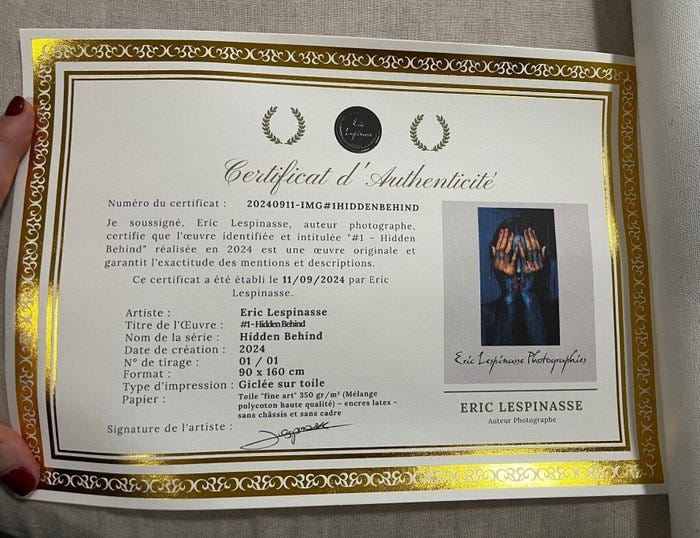 Eric
Lespinasse
Certificat d'Authenticité
Numéro du certificat : 20240911-IMG#1HIDDENBEHIND
Je soussigné, Eric Lespinasse, auteur photographe,
certifie que l'œuvre identifiée et intitulée "#1 - Hidden
Behind" réalisée en 2024 est une œuvre originale et
garantit l'exactitude des mentions et descriptions.
Ce certificat a été établi le 11/09/2024 par Eric
Lespinasse.
Artiste : Eric Lespinasse
Titre de l'Œuvre : #1 - Hidden Behind
Nom de la série : Hidden Behind
Date de création : 2024
N° de tirage : 01 / 01
Format : 90 x 160 cm
Type d'impression : Giclée sur toile
Papier : Toile "fine art" 350 gr/m² (Mélange
polycoton haute qualité) – encres latex -
sans châssis et sans cadre
Signature de l'artiste :
Eric Lespinasse Photographies
ERIC LESPINASSE
Auteur Photographe